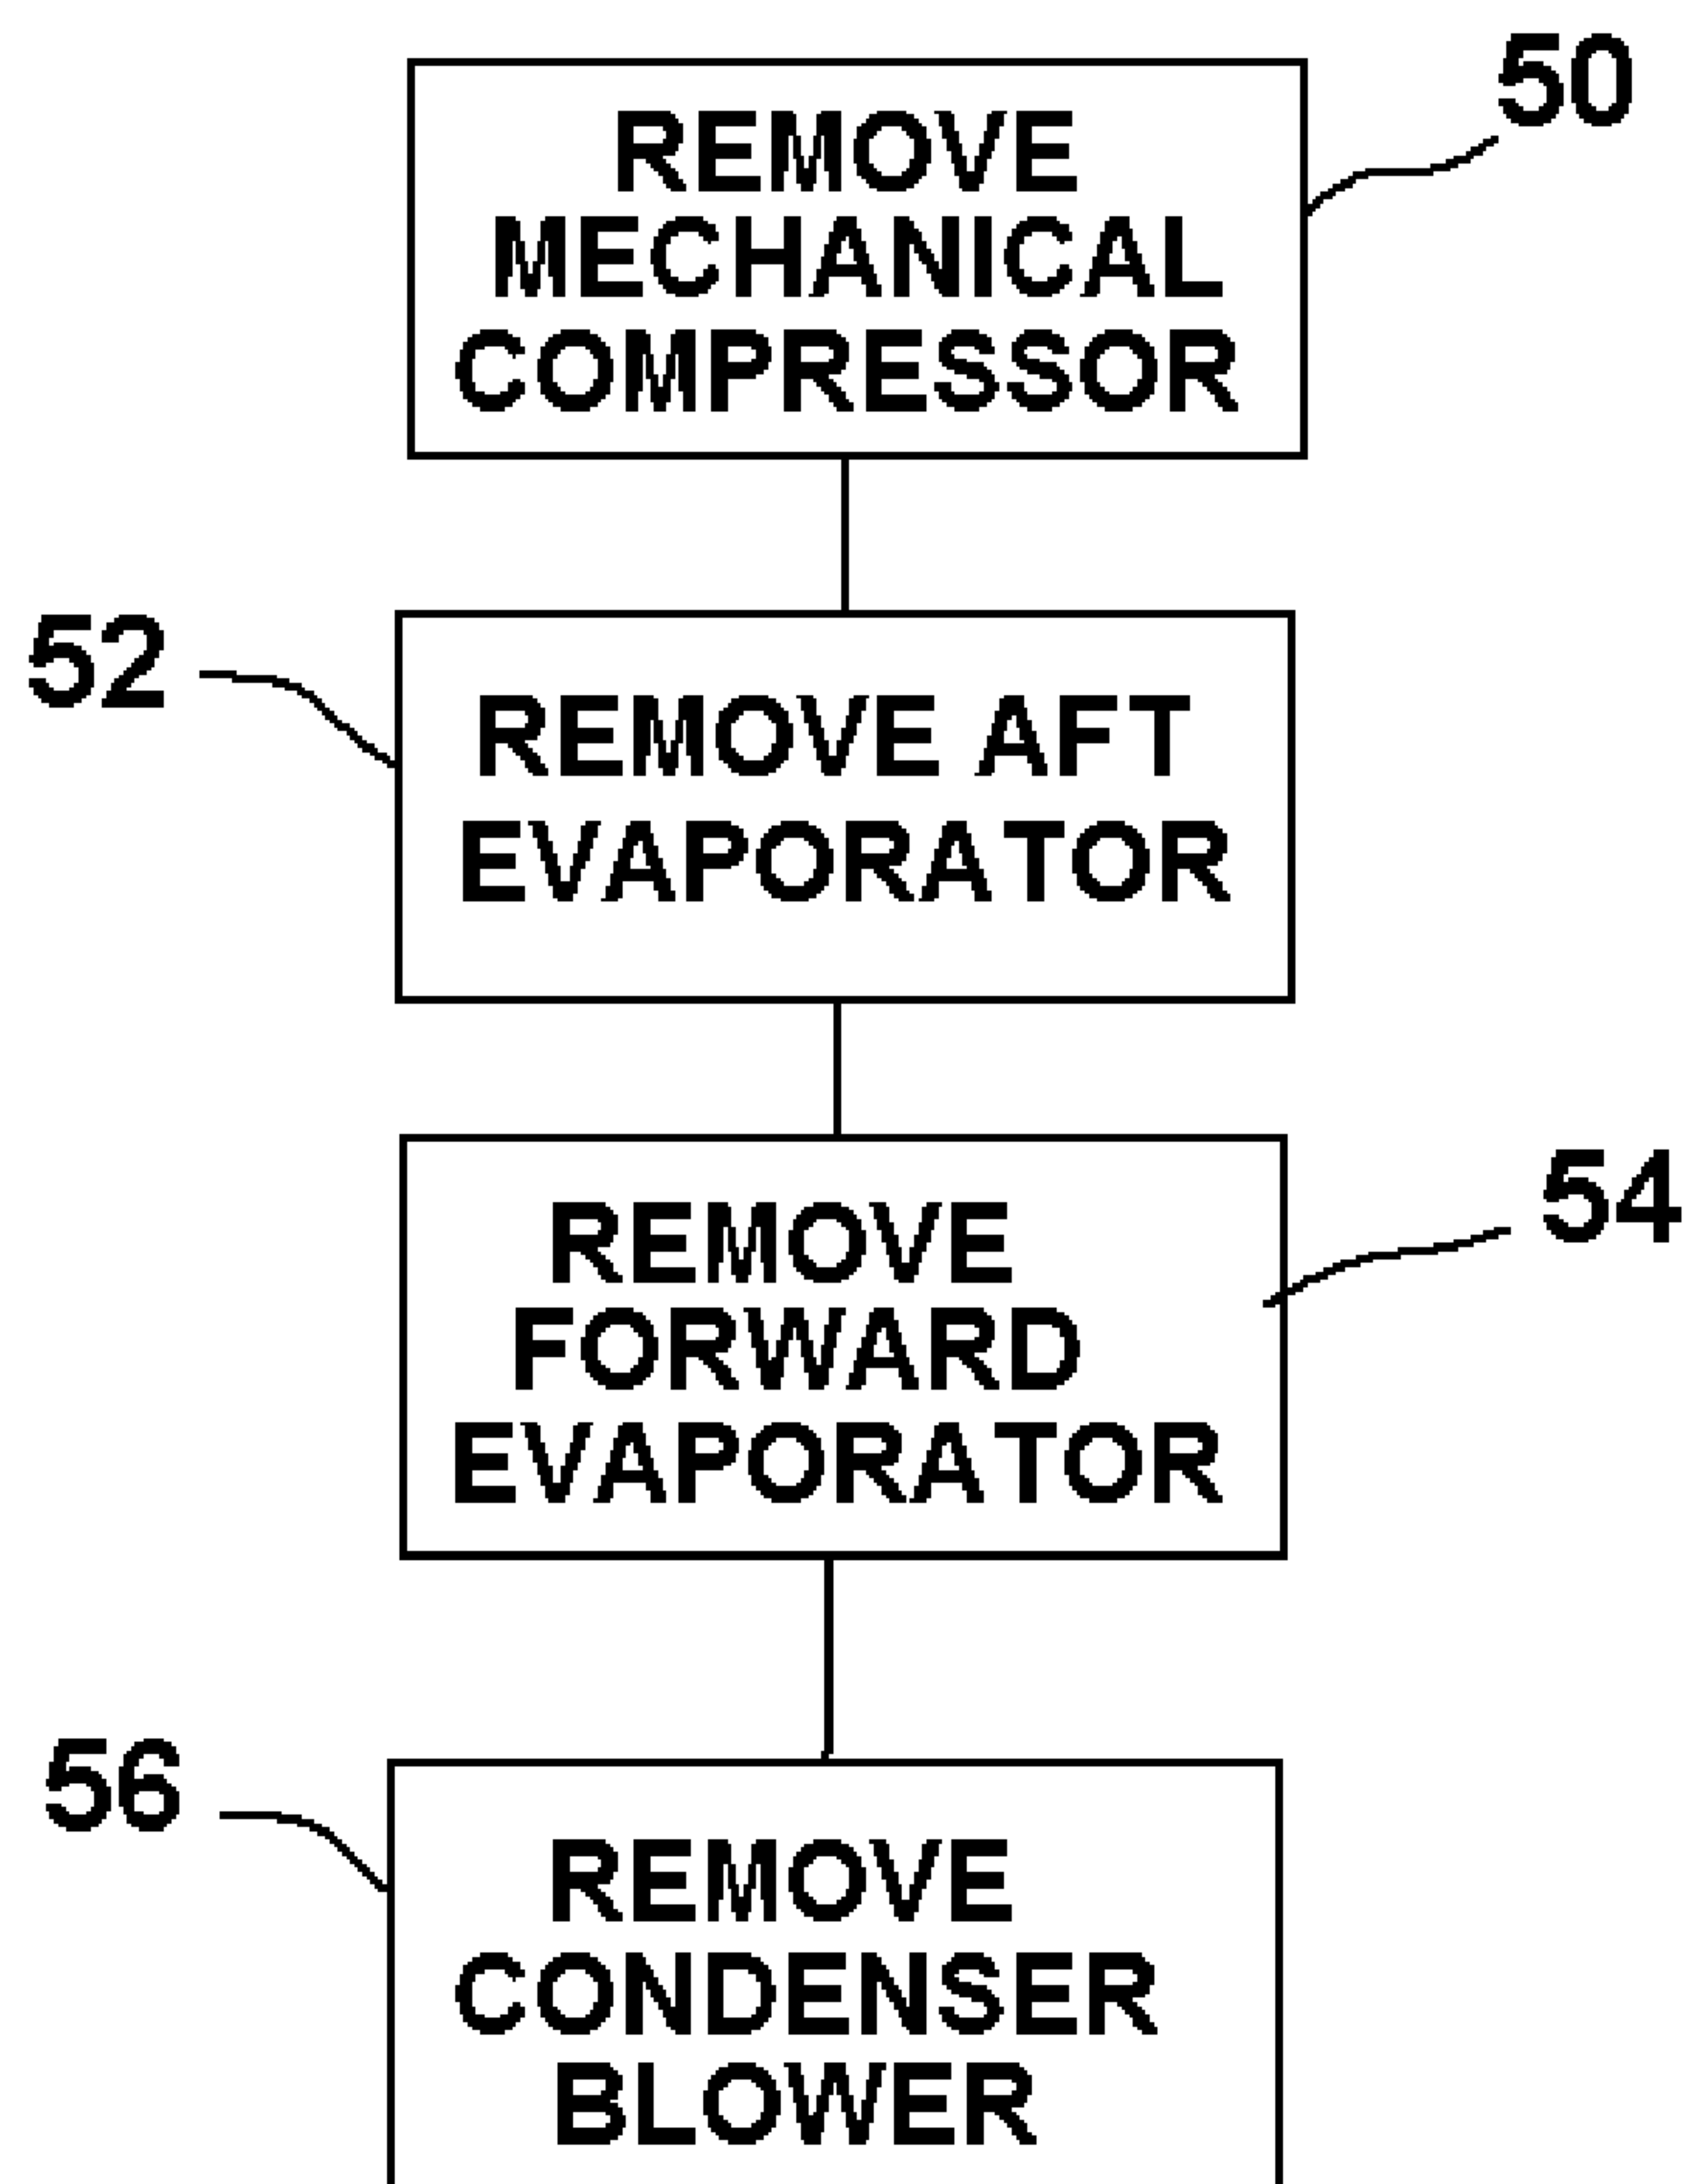 50
REMOVE
MECHANICAL
COMPRESSOR
52
REMOVE AFT
EVAPORATOR
54
REMOVE
FORWARD
EVAPORATOR
56
REMOVE
CONDENSER
BLOWER